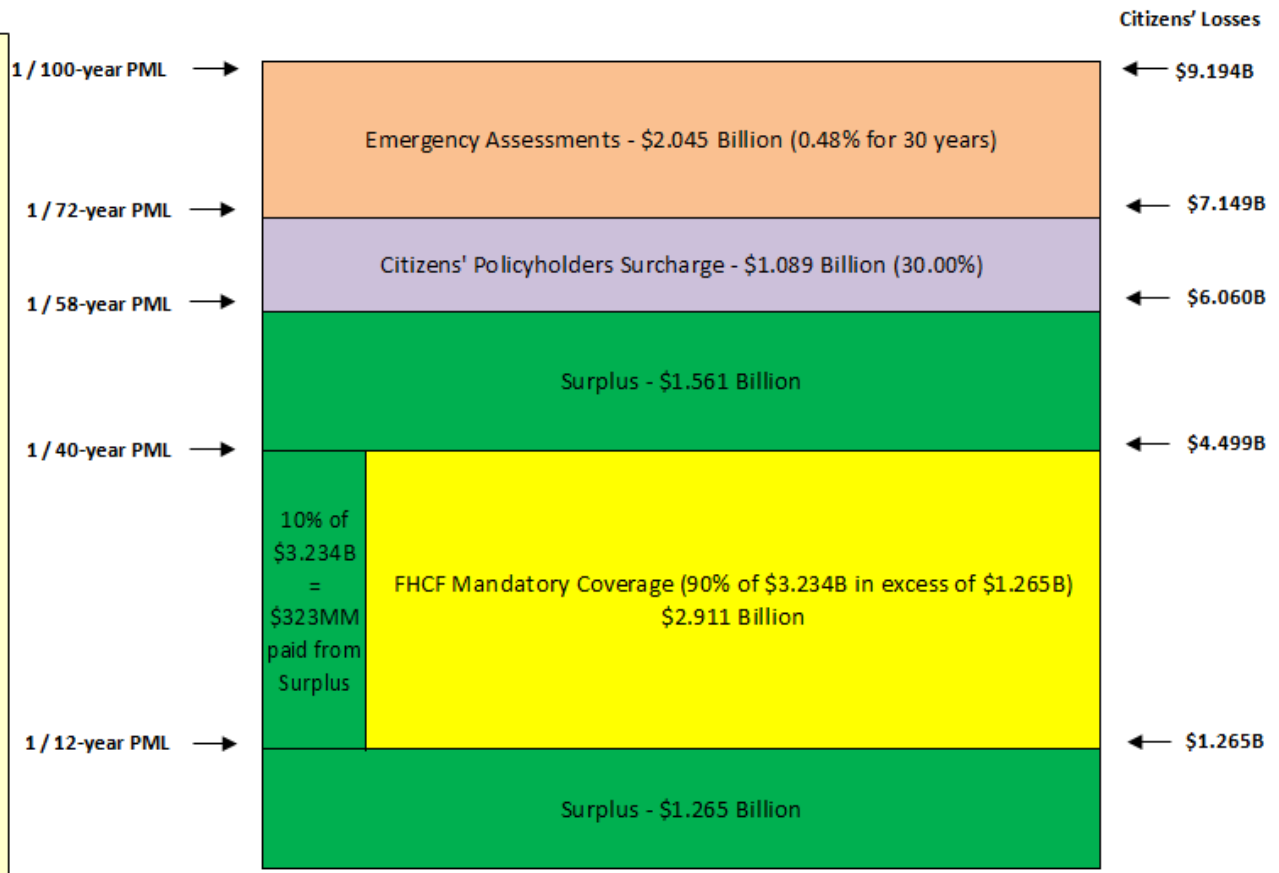 Citizens' Losses
1 / 100-year PML
$9.194B
Emergency Assessments - $2.045 Billion (0.48% for 30 years)
1 / 72-year PML
$7.149B
Citizens' Policyholders Surcharge - $1.089 Billion (30.00%)
1 / 58-year PML
$6.060B
Surplus - $1.561 Billion
1 / 40-year PML
$4.499B
10% of
$3.234B
=
$323MM
paid from
Surplus
FHCF Mandatory Coverage (90% of $3.234B in excess of $1.265B)
$2.911 Billion
1 / 12-year PML
$1.265B
Surplus - $1.265 Billion